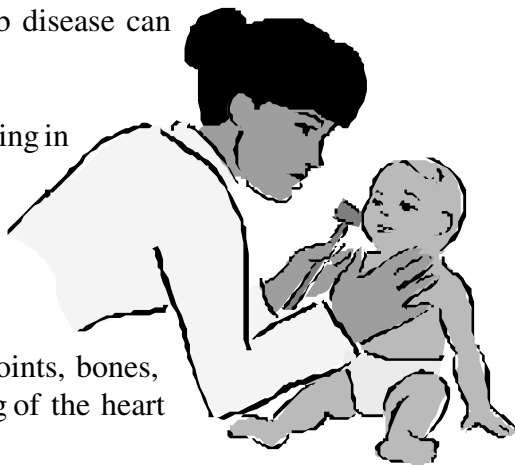 disease can
ing in
oints, bones,
g of the heart